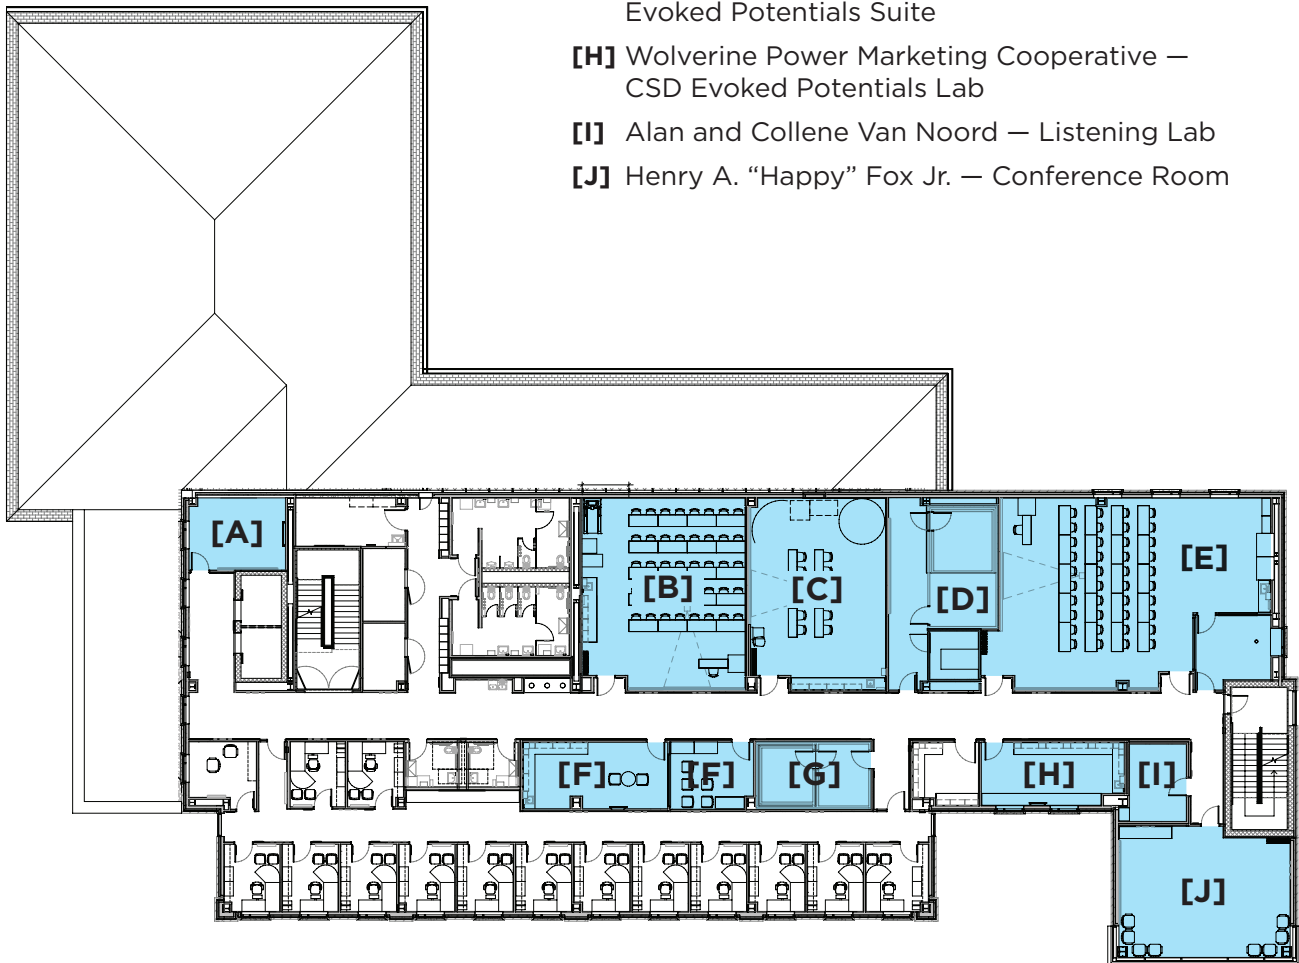 Evoked Potentials Suite
[H] Wolverine Power Marketing Cooperative —
CSD Evoked Potentials Lab
[I] Alan and Collene Van Noord — Listening Lab
[J] Henry A. “Happy” Fox Jr. — Conference Room
[A]
[B]
[C]
[D]
[E]
[F]
[F]
[G]
[H]
[I]
[J]